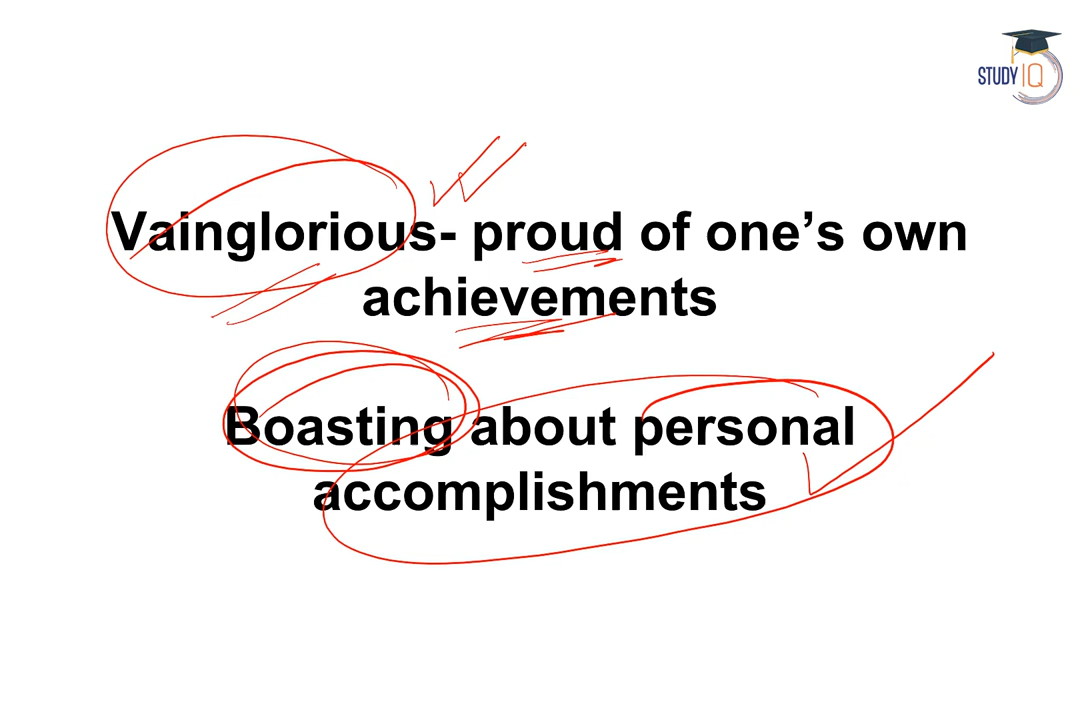 STUDY IQ
Vainglorious- proud of one’s own
achievements
Boasting about personal
accomplishments